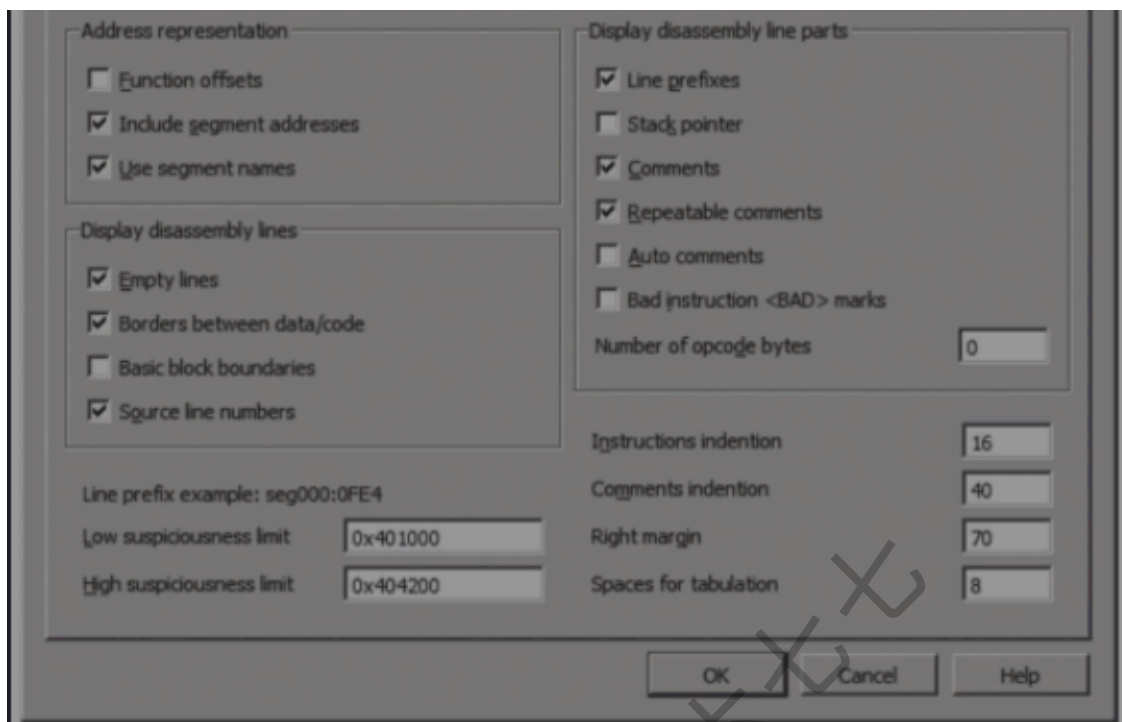 Address representation
Function offsets
Include segment addresses
Use segment names
Display disassembly lines
Empty lines
Borders between data/code
Basic block boundaries
Source line numbers
Line prefix example: seg000:0FE4
Low suspiciousness limit 0x401000
High suspiciousness limit 0x404200
Display disassembly line parts
Line prefixes
Stack pointer
Comments
Repeatable comments
Auto comments
Bad instruction <BAD> marks
Number of opcode bytes 0
Instructions indention 16
Comments indention 40
Right margin 70
Spaces for tabulation 8
OK Cancel Help
七七